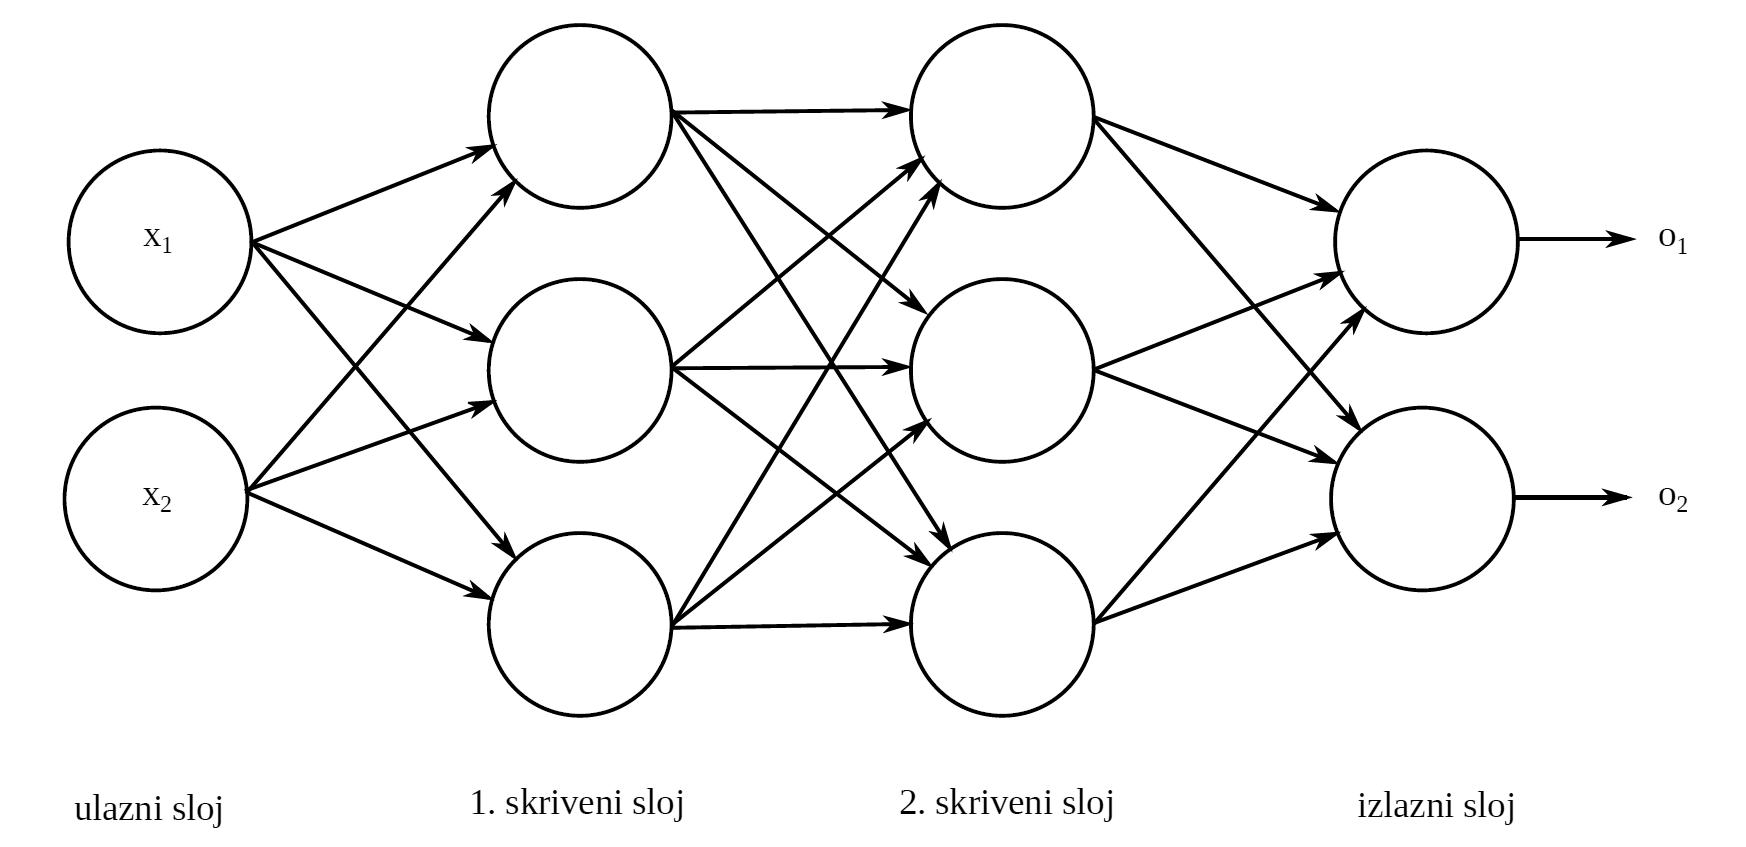 x₁
x₂
o₁
o₂
ulazni sloj
1. skriveni sloj
2. skriveni sloj
izlazni sloj